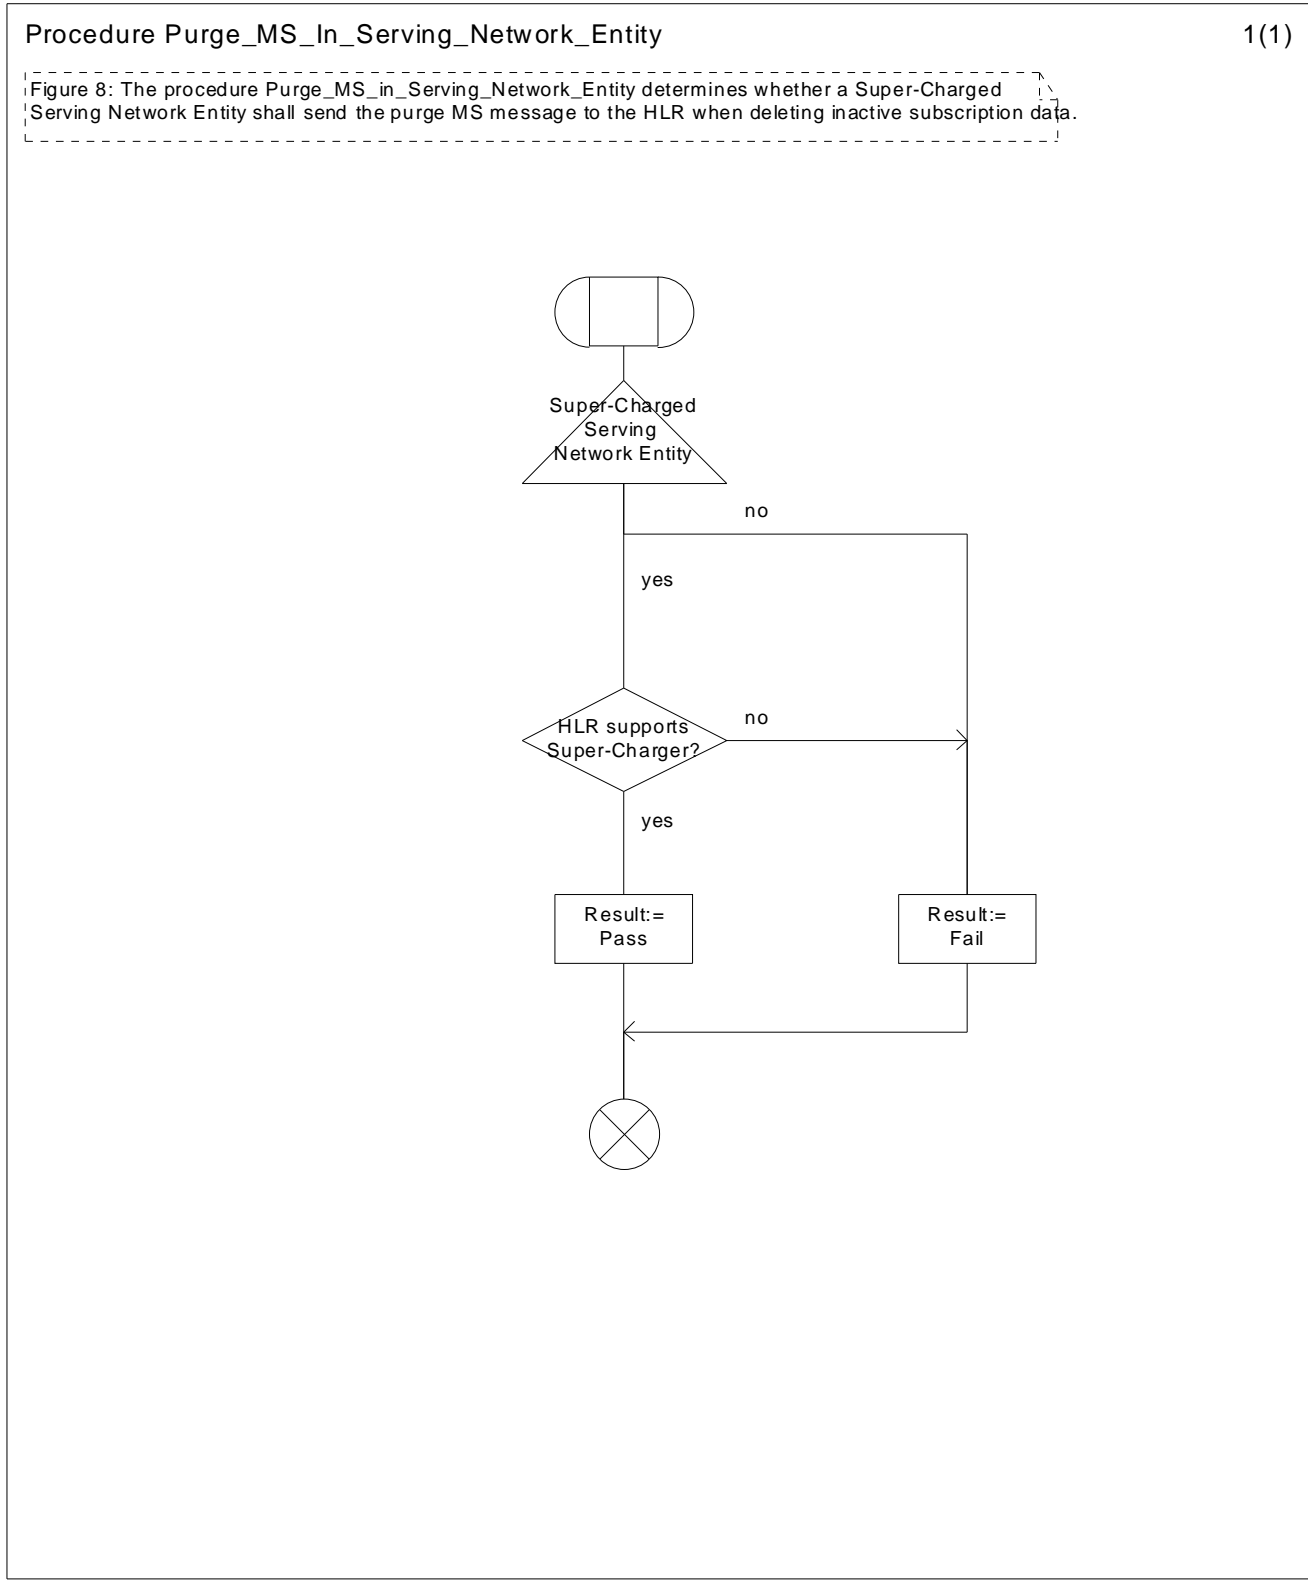 Procedure Purge_MS_In_Serving_Network_Entity
1(1)
Figure 8: The procedure Purge_MS_in_Serving_Network_Entity determines whether a Super-Charged
Serving Network Entity shall send the purge MS message to the HLR when deleting inactive subscription data.
Super-Charged
Serving
Network Entity
no
yes
HLR supports
Super-Charger?
no
yes
Result:=
Pass
Result:=
Fail